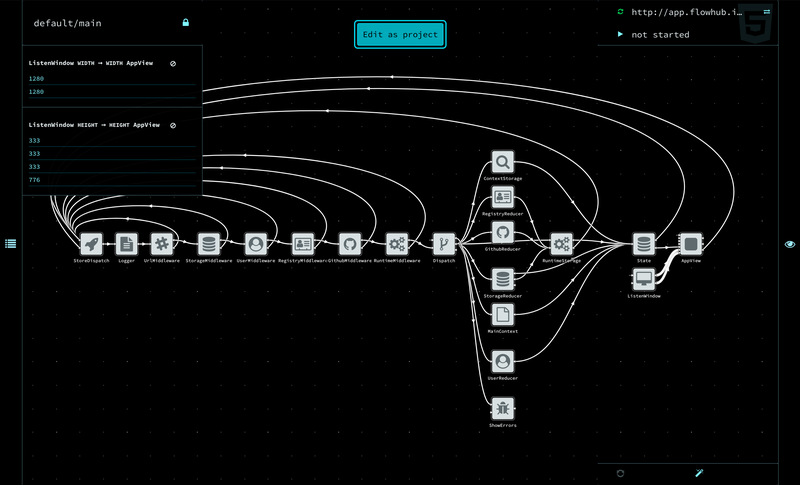 default/main
Edit as project
http://app.flowhub.i…
not started
ListenWindow WIDTH → WIDTH AppView
1280
1280
ListenWindow HEIGHT → HEIGHT AppView
333
333
333
776
ContextStorage
RegistryReducer
GithubReducer
StoreDispatch
Logger
UrlMiddleware
StorageMiddleware
UserMiddleware
RegistryMiddleware
GithubMiddleware
RuntimeMiddleware
Dispatch
RuntimeStorage
State
AppView
StorageReducer
ListenWindow
MainContext
UserReducer
ShowErrors